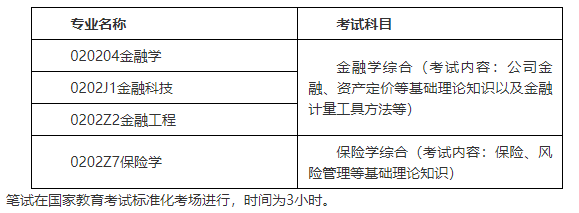 专业名称 考试科目
020204金融学
0202J1金融科技
0202Z2金融工程
金融学综合（考试内容：公司金
融、资产定价等基础理论知识以及金融
计量工具方法等）
0202Z7保险学
保险学综合（考试内容：保险、风
险管理等基础理论知识）
笔试在国家教育考试标准化考场进行，时间为3小时。